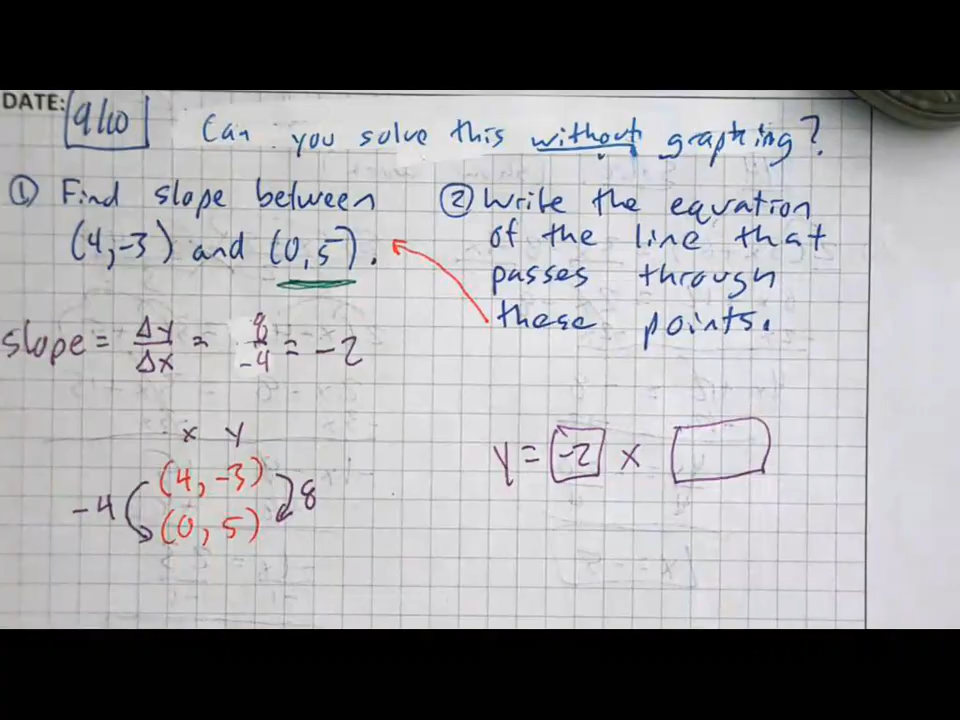 DATE: 9/10
Can you solve this without graphing?
① Find slope between
(4,-3) and (0,5).
slope = Δy/Δx = 8/-4 = -2
x y
(4, -3)
-4 8
(0, 5)
② Write the equation
of the line that
passes through
these points.
y = -2 x